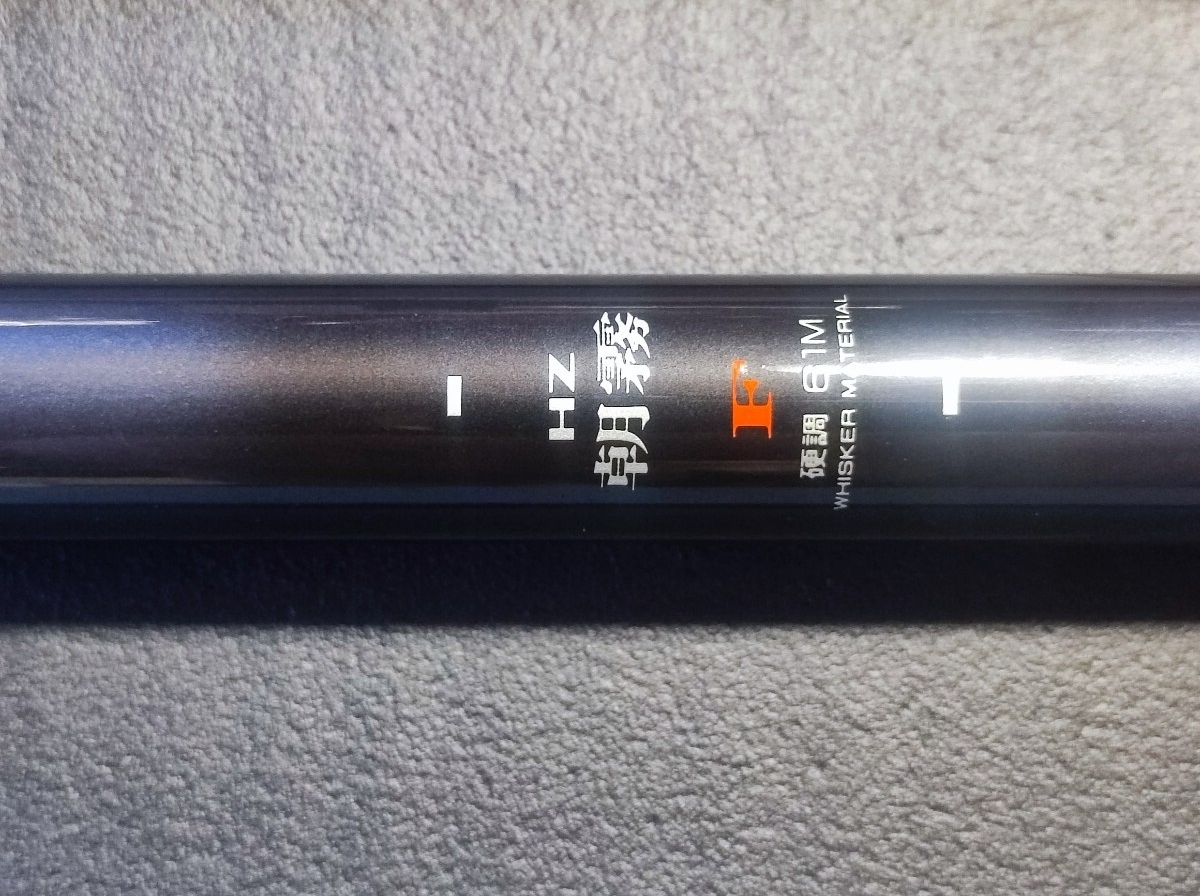 HZ
朝霧
F
硬調 61M
WHISKER MATERIAL